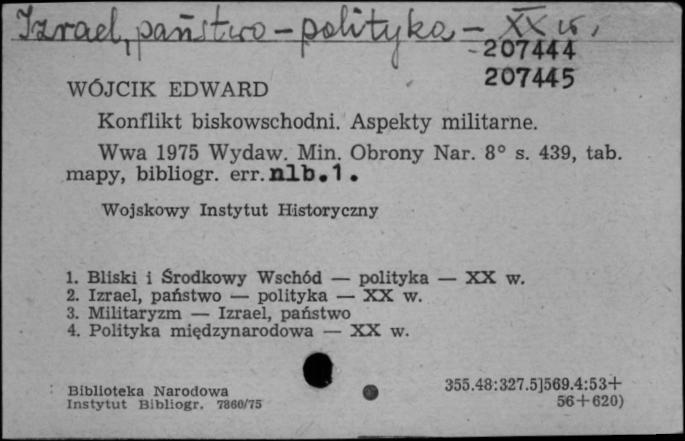 Izrael, państwo – polityka – XX w.
207444
207445
WÓJCIK EDWARD
Konflikt biskowschodni. Aspekty militarne.
Wwa 1975 Wydaw. Min. Obrony Nar. 8° s. 439, tab.
mapy, bibliogr. err. nlb.1.
Wojskowy Instytut Historyczny
1. Bliski i Środkowy Wschód — polityka — XX w.
2. Izrael, państwo — polityka — XX w.
3. Militaryzm — Izrael, państwo
4. Polityka międzynarodowa — XX w.
Biblioteka Narodowa
Instytut Bibliogr. 7860/75
355.48:327.5]569.4:53+
56+620)